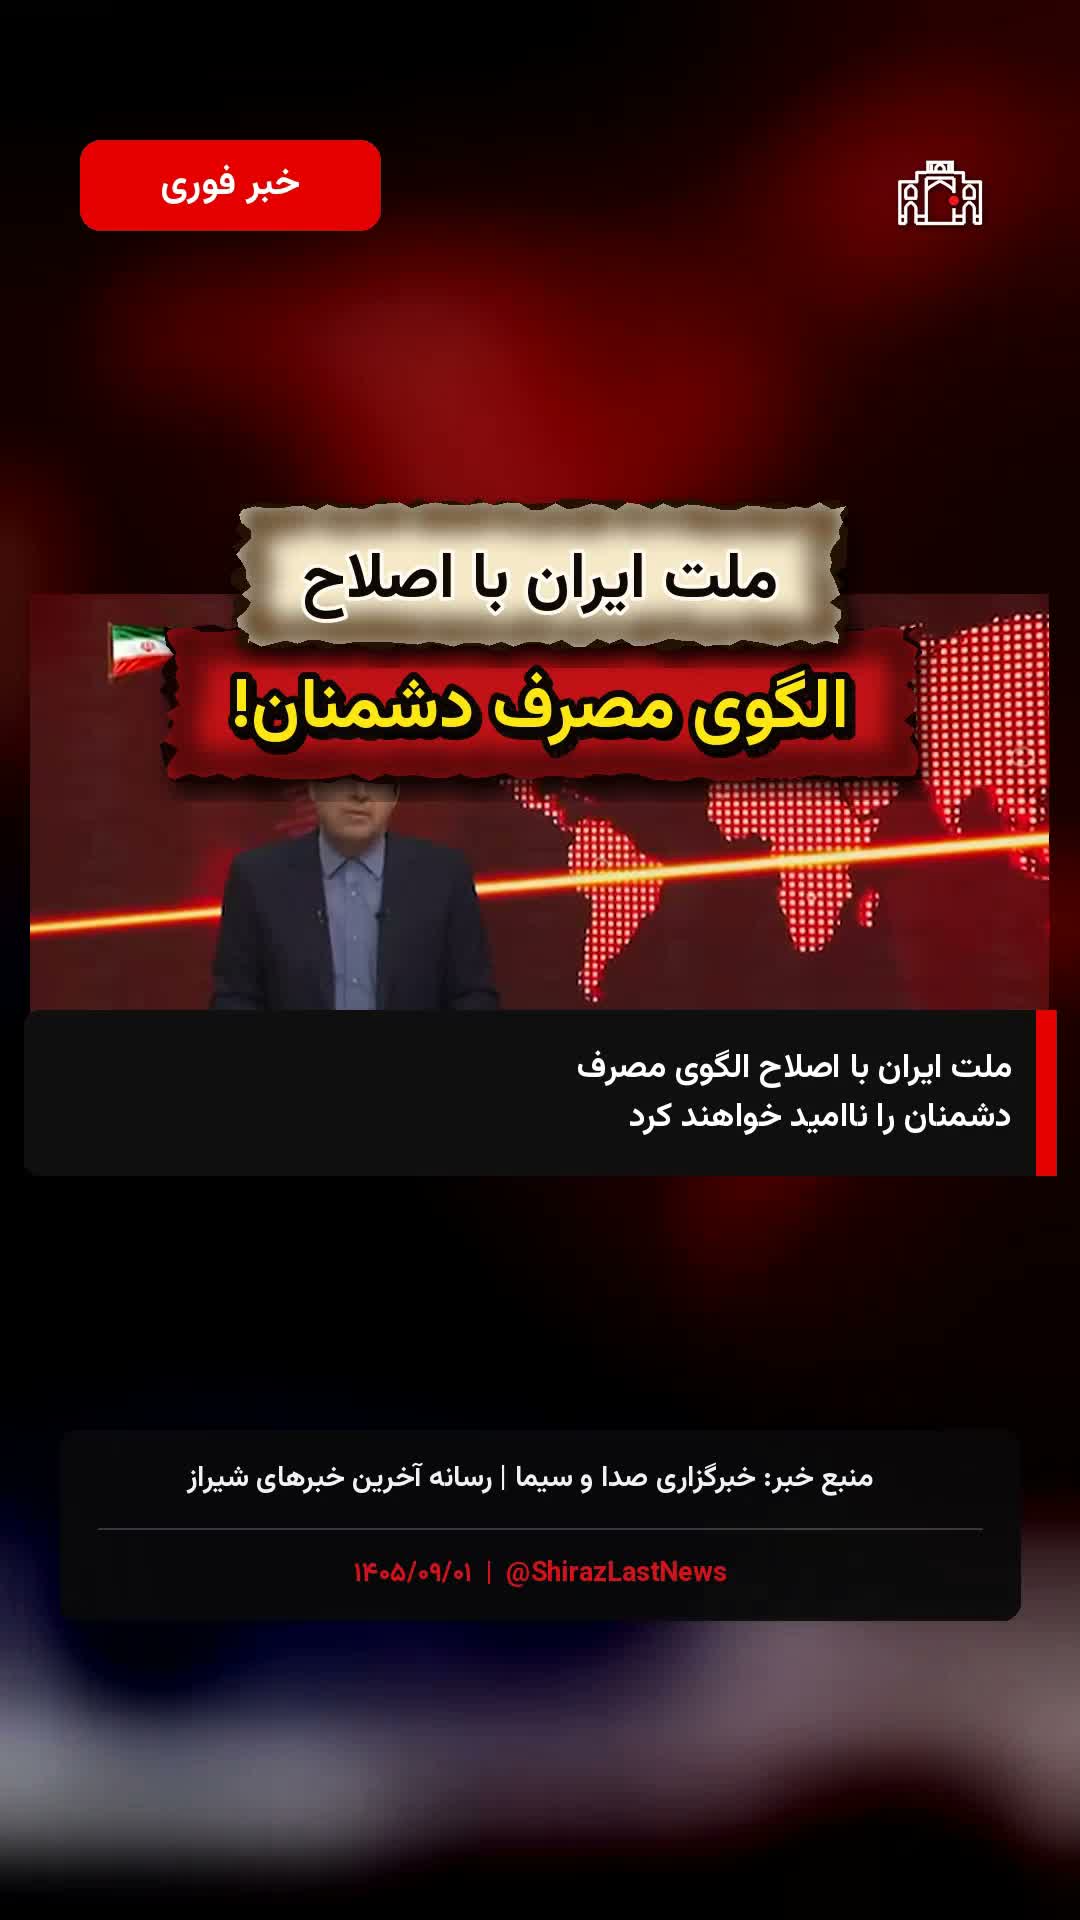 خبر فوری
ملت ایران با اصلاح
الگوی مصرف دشمنان!
ملت ایران با اصلاح الگوی مصرف
دشمنان را ناامید خواهند کرد
منبع خبر: خبرگزاری صدا و سیما | رسانه آخرین خبرهای شیراز
۱۴۰۵/۰۹/۰۱ | @ShirazLastNews